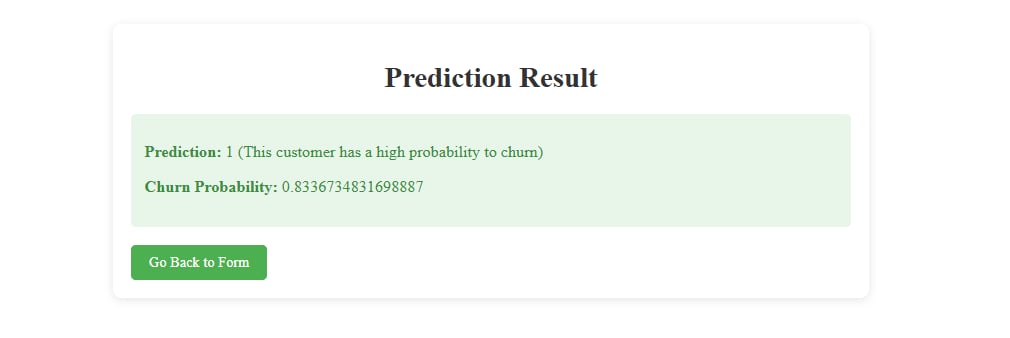 Prediction Result
Prediction: 1 (This customer has a high probability to churn)
Churn Probability: 0.8336734831698887
Go Back to Form